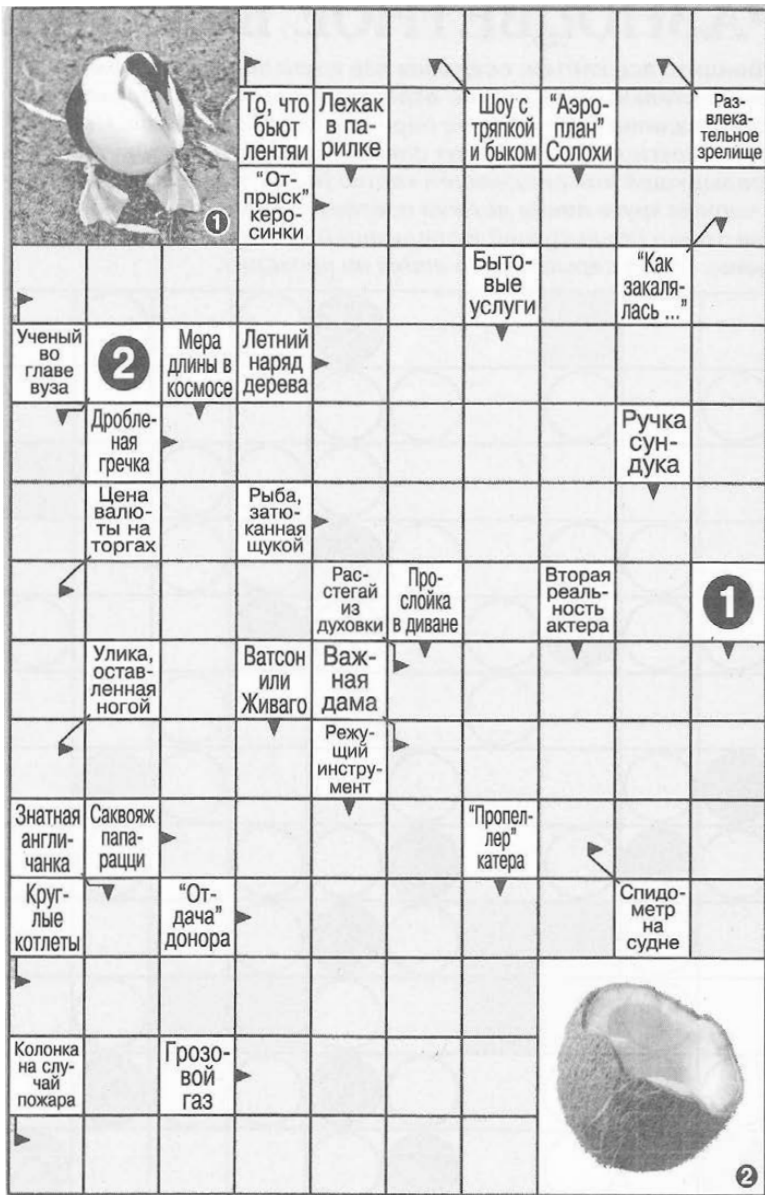 То, что
бьют
лентяи
Лежак
в па-
рилке
Шоу с
тряпкой
и быком
“Аэро-
план”
Солохи
Раз-
влека-
тельное
зрелище
1
“От-
прыск”
керо-
синки
Быто-
вые
услуги
“Как
закаля-
лась ...”
Ученый
во
главе
вуза
2
Мера
длины в
космосе
Летний
наряд
дерева
Дробле-
ная
гречка
Ручка
сун-
дука
Цена
валю-
ты на
торгах
Рыба,
затю-
канная
щукой
Рас-
стегай
из
духовки
Про-
слойка
в диване
Вторая
реаль-
ность
актера
1
Улика,
остав-
ленная
ногой
Ватсон
или
Живаго
Важ-
ная
дама
Режу-
щий
инстру-
мент
Знатная
англи-
чанка
Саквояж
папа-
рацци
“Пропел-
лер”
катера
Круг-
лые
котлеты
“От-
дача”
донора
Спидо-
метр
на
судне
Колонка
на слу-
чай
пожара
Грозо-
вой
газ
2